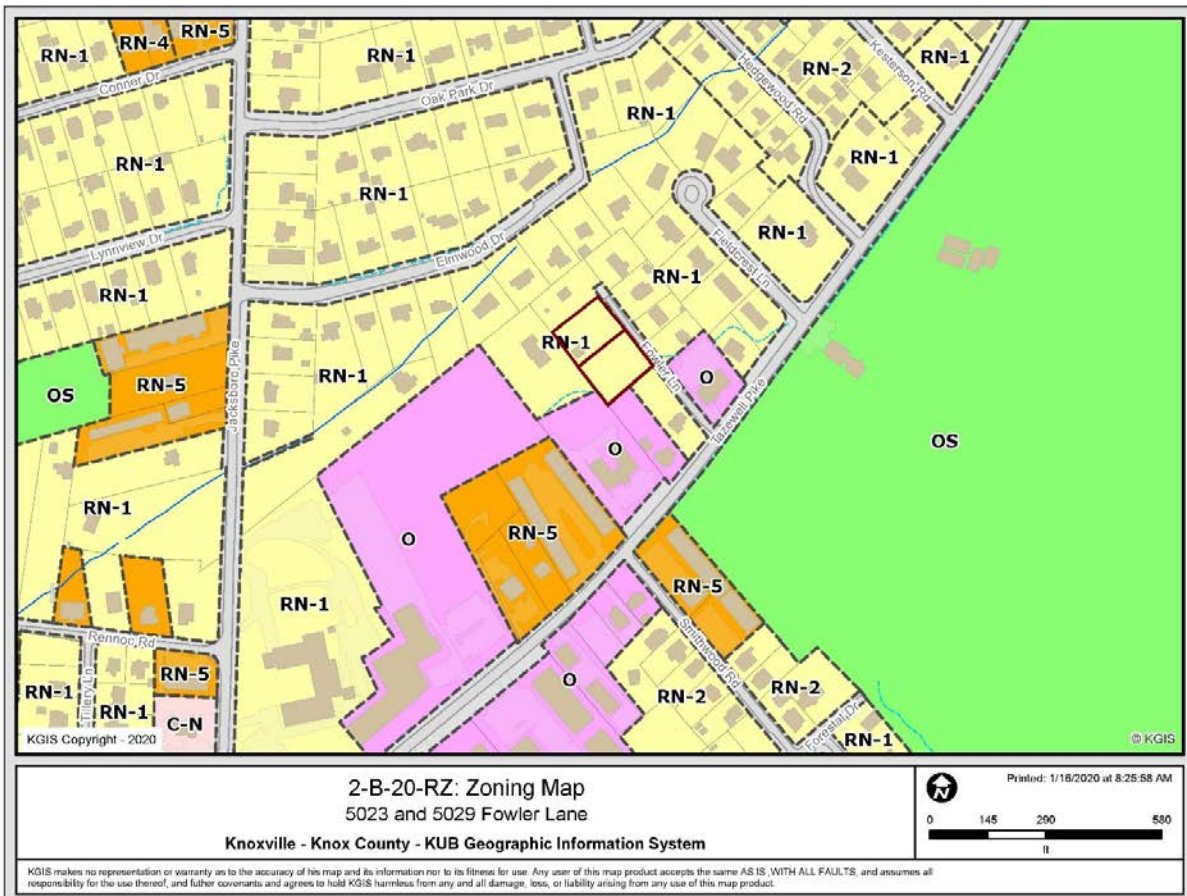 RN-1
RN-4
RN-5
RN-1
RN-2
RN-1
Conner Dr
Oak Park Dr
Hedgewood Rd
Kesterson Rd
RN-1
RN-1
RN-1
RN-1
RN-1
Lynnview Dr
Elmwood Dr
Fieldcrest Ln
RN-1
RN-1
RN-1
RN-1
RN-1
OS
RN-5
Jacksboro Pike
Fowler Ln
O
Tazewell Pike
OS
O
RN-1
RN-5
O
RN-1
RN-5
Rennoc Rd
Smithwood Rd
RN-5
O
RN-2
RN-2
RN-1
Tillery Ln
RN-1
C-N
Forestal Dr
RN-1
KGIS Copyright - 2020
© KGIS
2-B-20-RZ: Zoning Map
5023 and 5029 Fowler Lane
Knoxville - Knox County - KUB Geographic Information System
N
Printed: 1/16/2020 at 8:25:58 AM
0 145 290 580
ft
KGIS makes no representation or warranty as to the accuracy of his map and its information nor to its fitness for use. Any user of this map product accepts the same AS IS ,WITH ALL FAULTS, and assumes all
responsibility for the use thereof, and futher covenants and agrees to hold KGIS harmless from any and all damage, loss, or liability arising from any use of this map product.